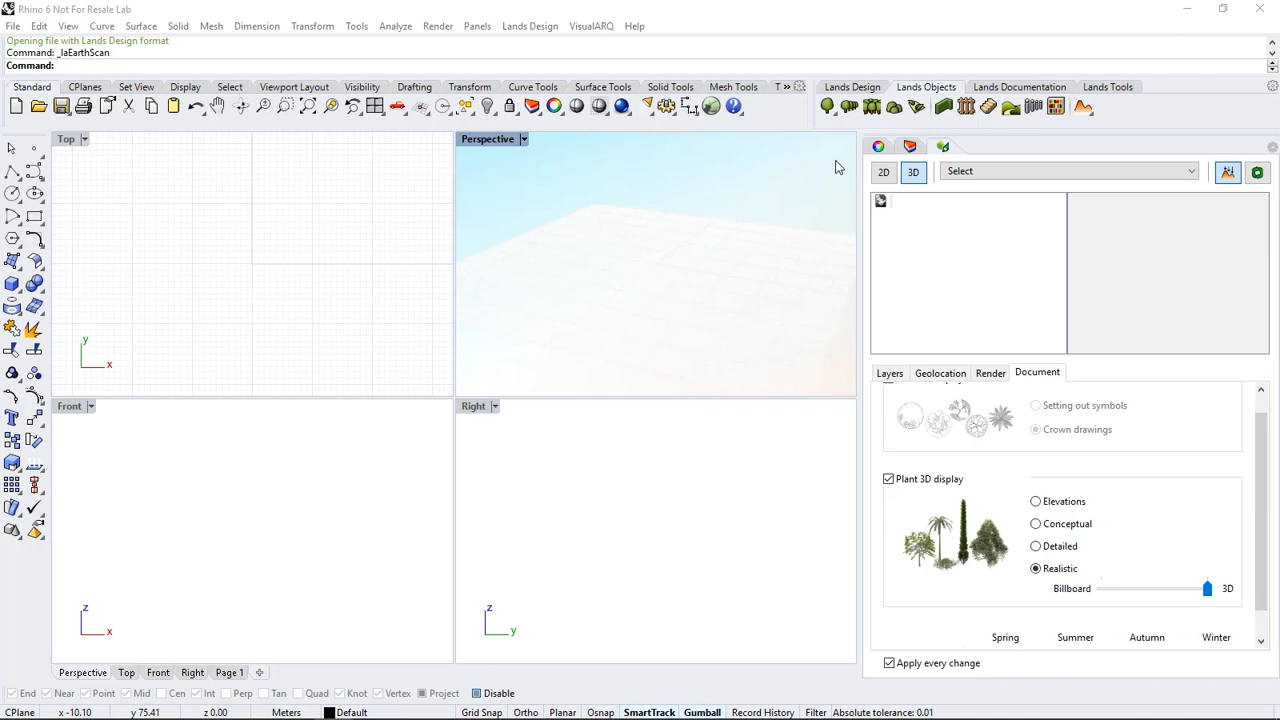 Rhino 6 Not For Resale Lab
File Edit View Curve Surface Solid Mesh Dimension Transform Tools Analyze Render Panels Lands Design VisualARQ Help
Opening file with Lands Design format
Command: _laEarthScan
Command:
Standard CPlanes Set View Display Select Viewport Layout Visibility Drafting Transform Curve Tools Surface Tools Solid Tools Mesh Tools T » Lands Design Lands Objects Lands Documentation Lands Tools
Top Perspective
2D 3D Select
y
x
Layers Geolocation Render Document
Setting out symbols
Front Right
Crown drawings
Plant 3D display
Elevations
Conceptual
Detailed
Realistic
Billboard 3D
z x z y
Spring Summer Autumn Winter
Apply every change
Perspective Top Front Right Page 1
End Near Point Mid Cen Int Perp Tan Quad Knot Vertex Project Disable
CPlane x -10.10 y 75.41 z 0.00 Meters Default Grid Snap Ortho Planar Osnap SmartTrack Gumball Record History Filter Absolute tolerance: 0.01